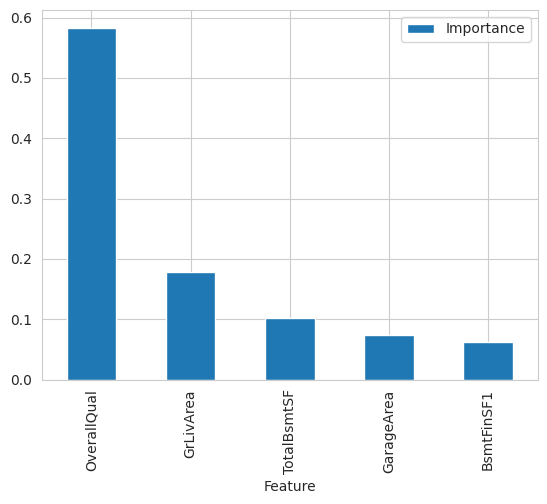 Importance
0.6
0.5
0.4
0.3
0.2
0.1
0.0
OverallQual
GrLivArea
TotalBsmtSF
GarageArea
BsmtFinSF1
Feature